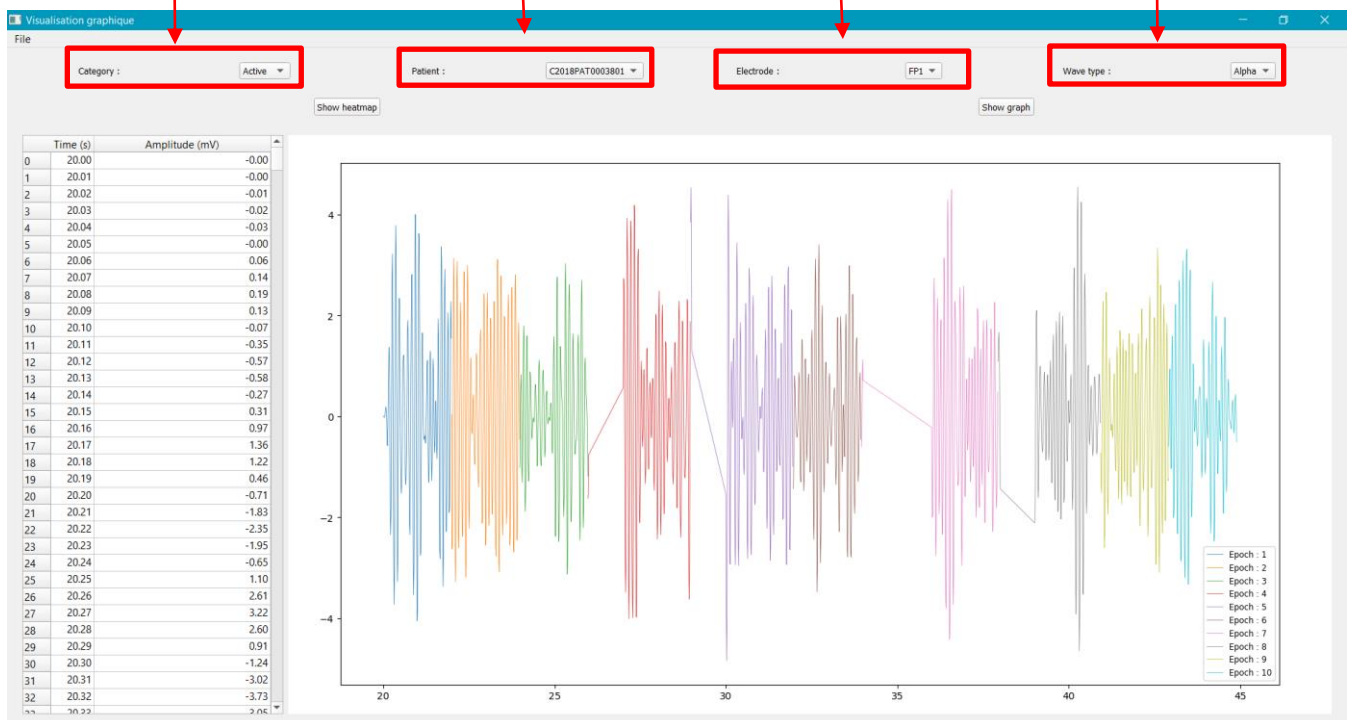 Visualisation graphique
File
Category : Active Patient : C2018PAT0003801 Electrode : FP1 Wave type : Alpha
Show heatmap Show graph
Time (s) Amplitude (mV)
0 20.00 -0.00
1 20.01 -0.00
2 20.02 -0.01
3 20.03 -0.02
4 20.04 -0.03
5 20.05 -0.00
6 20.06 0.06
7 20.07 0.14
8 20.08 0.19
9 20.09 0.13
10 20.10 -0.07
11 20.11 -0.35
12 20.12 -0.57
13 20.13 -0.58
14 20.14 -0.27
15 20.15 0.31
16 20.16 0.97
17 20.17 1.36
18 20.18 1.22
19 20.19 0.46
20 20.20 -0.71
21 20.21 -1.83
22 20.22 -2.35
23 20.23 -1.95
24 20.24 -0.65
25 20.25 1.10
26 20.26 2.61
27 20.27 3.22
28 20.28 2.60
29 20.29 0.91
30 20.30 -1.24
31 20.31 -3.02
32 20.32 -3.73
4
2
0
−2
−4
20 25 30 35 40 45
Epoch : 1
Epoch : 2
Epoch : 3
Epoch : 4
Epoch : 5
Epoch : 6
Epoch : 7
Epoch : 8
Epoch : 9
Epoch : 10